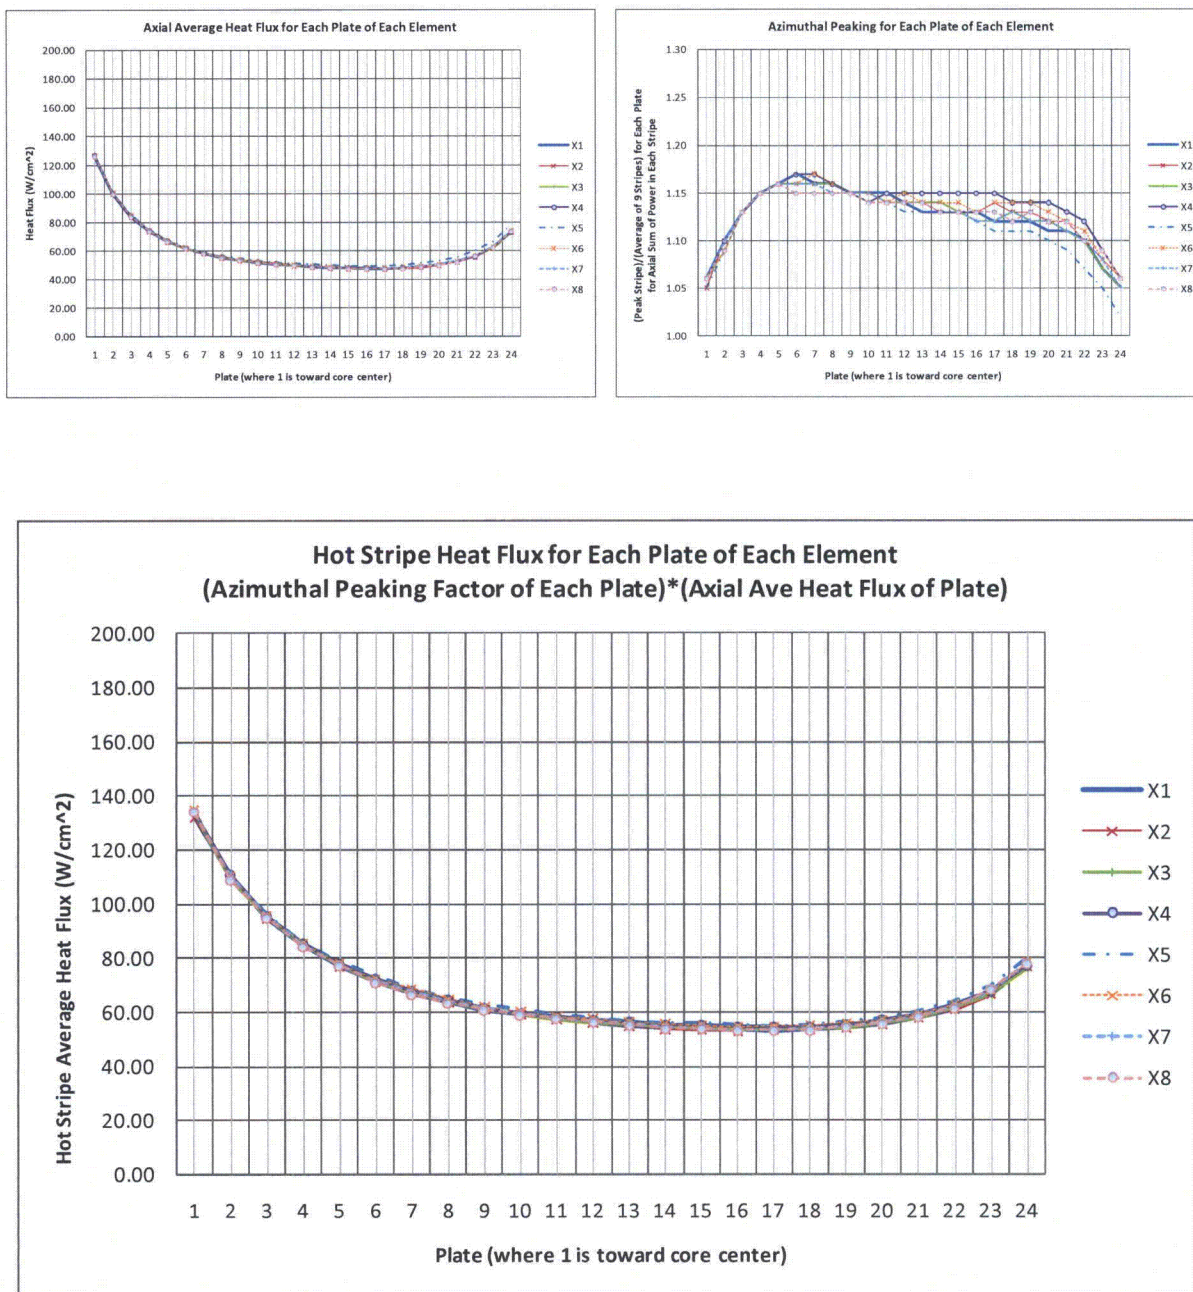 Axial Average Heat Flux for Each Plate of Each Element
200.00
180.00
160.00
140.00
120.00
100.00
80.00
60.00
40.00
20.00
0.00
Heat Flux (W/cm^2)
1 2 3 4 5 6 7 8 9 10 11 12 13 14 15 16 17 18 19 20 21 22 23 24
Plate (where 1 is toward core center)
X1
X2
X3
X4
X5
X6
X7
X8
Azimuthal Peaking for Each Plate of Each Element
1.30
1.25
1.20
1.15
1.10
1.05
1.00
(Peak Stripe)/(Average of 9 Stripes) for Each Plate
for Axial Sum of Power in Each Stripe
1 2 3 4 5 6 7 8 9 10 11 12 13 14 15 16 17 18 19 20 21 22 23 24
Plate (where 1 is toward core center)
X1
X2
X3
X4
X5
X6
X7
X8
Hot Stripe Heat Flux for Each Plate of Each Element
(Azimuthal Peaking Factor of Each Plate)*(Axial Ave Heat Flux of Plate)
200.00
180.00
160.00
140.00
120.00
100.00
80.00
60.00
40.00
20.00
0.00
Hot Stripe Average Heat Flux (W/cm^2)
1 2 3 4 5 6 7 8 9 10 11 12 13 14 15 16 17 18 19 20 21 22 23 24
Plate (where 1 is toward core center)
X1
X2
X3
X4
X5
X6
X7
X8